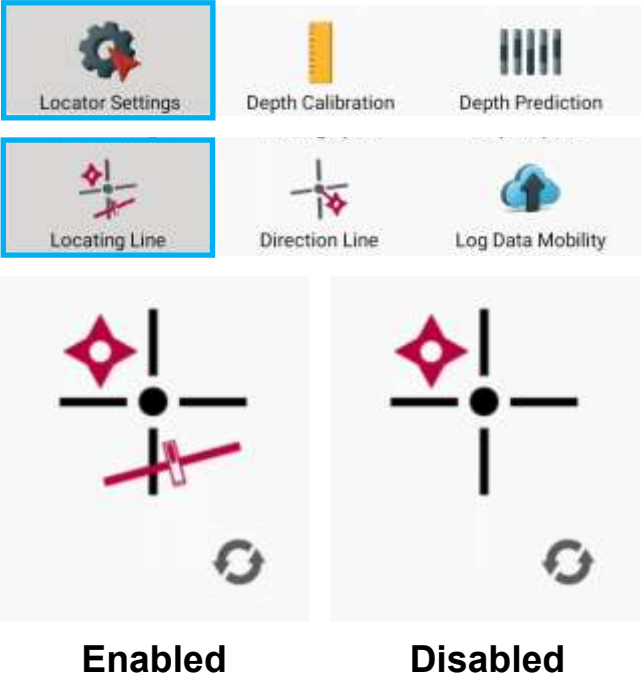 Locator Settings Depth Calibration Depth Prediction
Locating Line Direction Line Log Data Mobility
Enabled Disabled